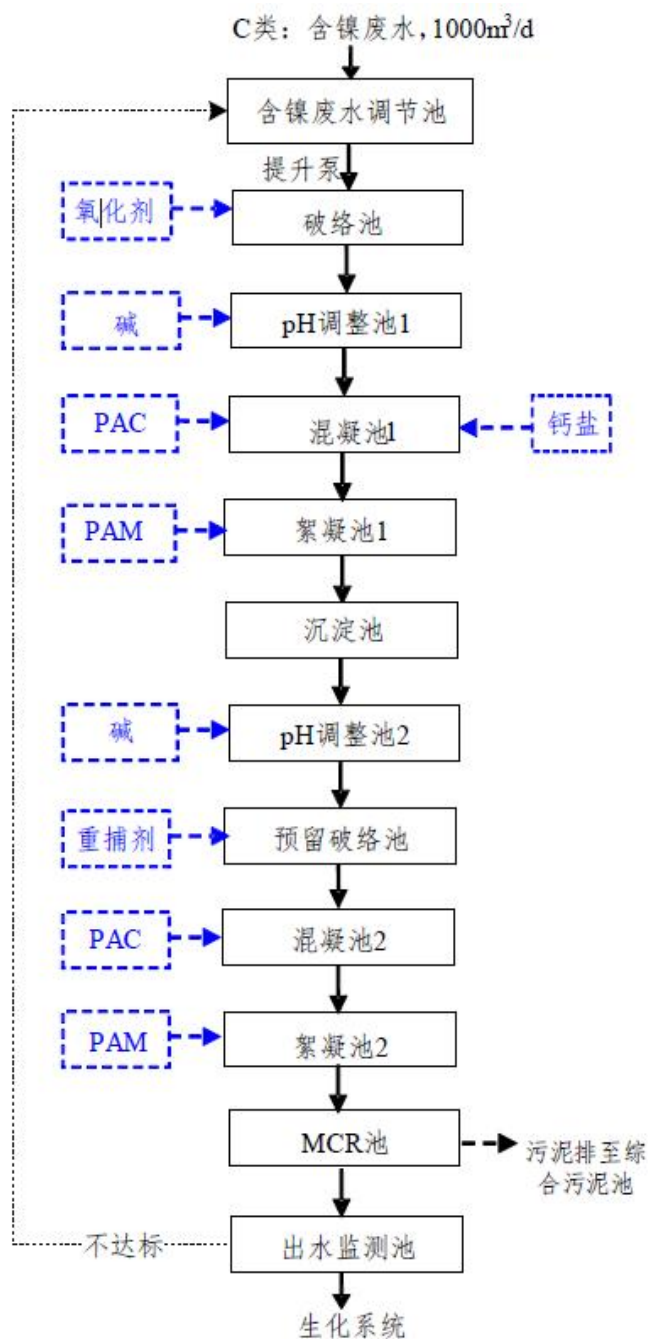 C类：含镍废水,1000m³/d
含镍废水调节池
提升泵
氧化剂
破络池
碱
pH调整池1
PAC
混凝池1
钙盐
PAM
絮凝池1
沉淀池
碱
pH调整池2
重捕剂
预留破络池
PAC
混凝池2
PAM
絮凝池2
MCR池
污泥排至综
合污泥池
不达标
出水监测池
生化系统